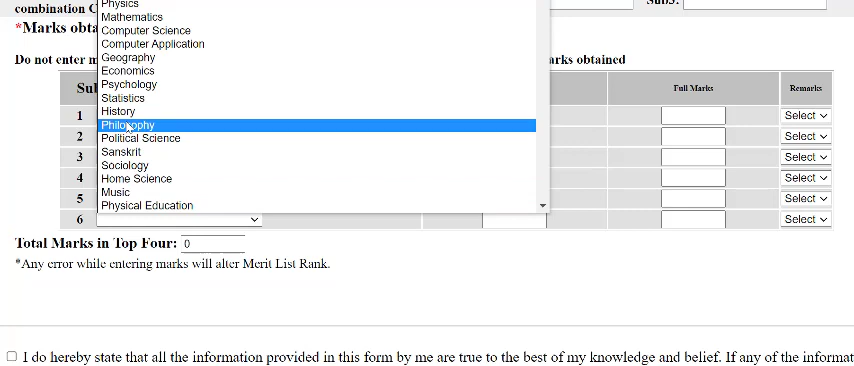 Physics
combination C
Sub5:
Mathematics
*Marks obta
Computer Science
Computer Application
Do not enter m
Geography
arks obtained
Economics
Psychology
Sub
Full Marks
Remarks
Statistics
History
1
Select
Philosophy
2
Political Science
Select
3
Sanskrit
Select
Sociology
4
Home Science
Select
5
Music
Select
Physical Education
6
Select
Total Marks in Top Four: 0
*Any error while entering marks will alter Merit List Rank.
I do hereby state that all the information provided in this form by me are true to the best of my knowledge and belief. If any of the informat